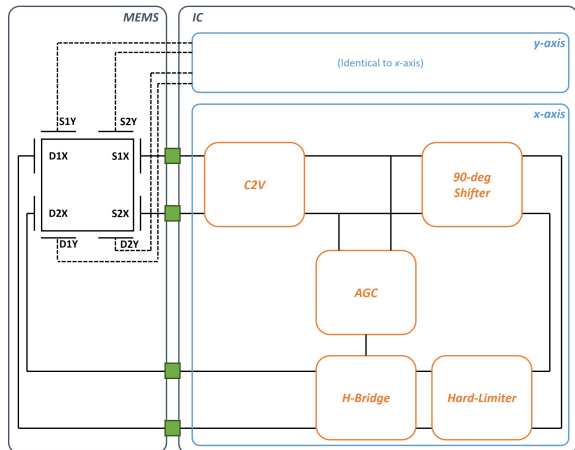 MEMS
IC
y-axis
(Identical to x-axis)
x-axis
S1Y
S2Y
D1X
S1X
D2X
S2X
D1Y
D2Y
C2V
90-deg
Shifter
AGC
H-Bridge
Hard-Limiter